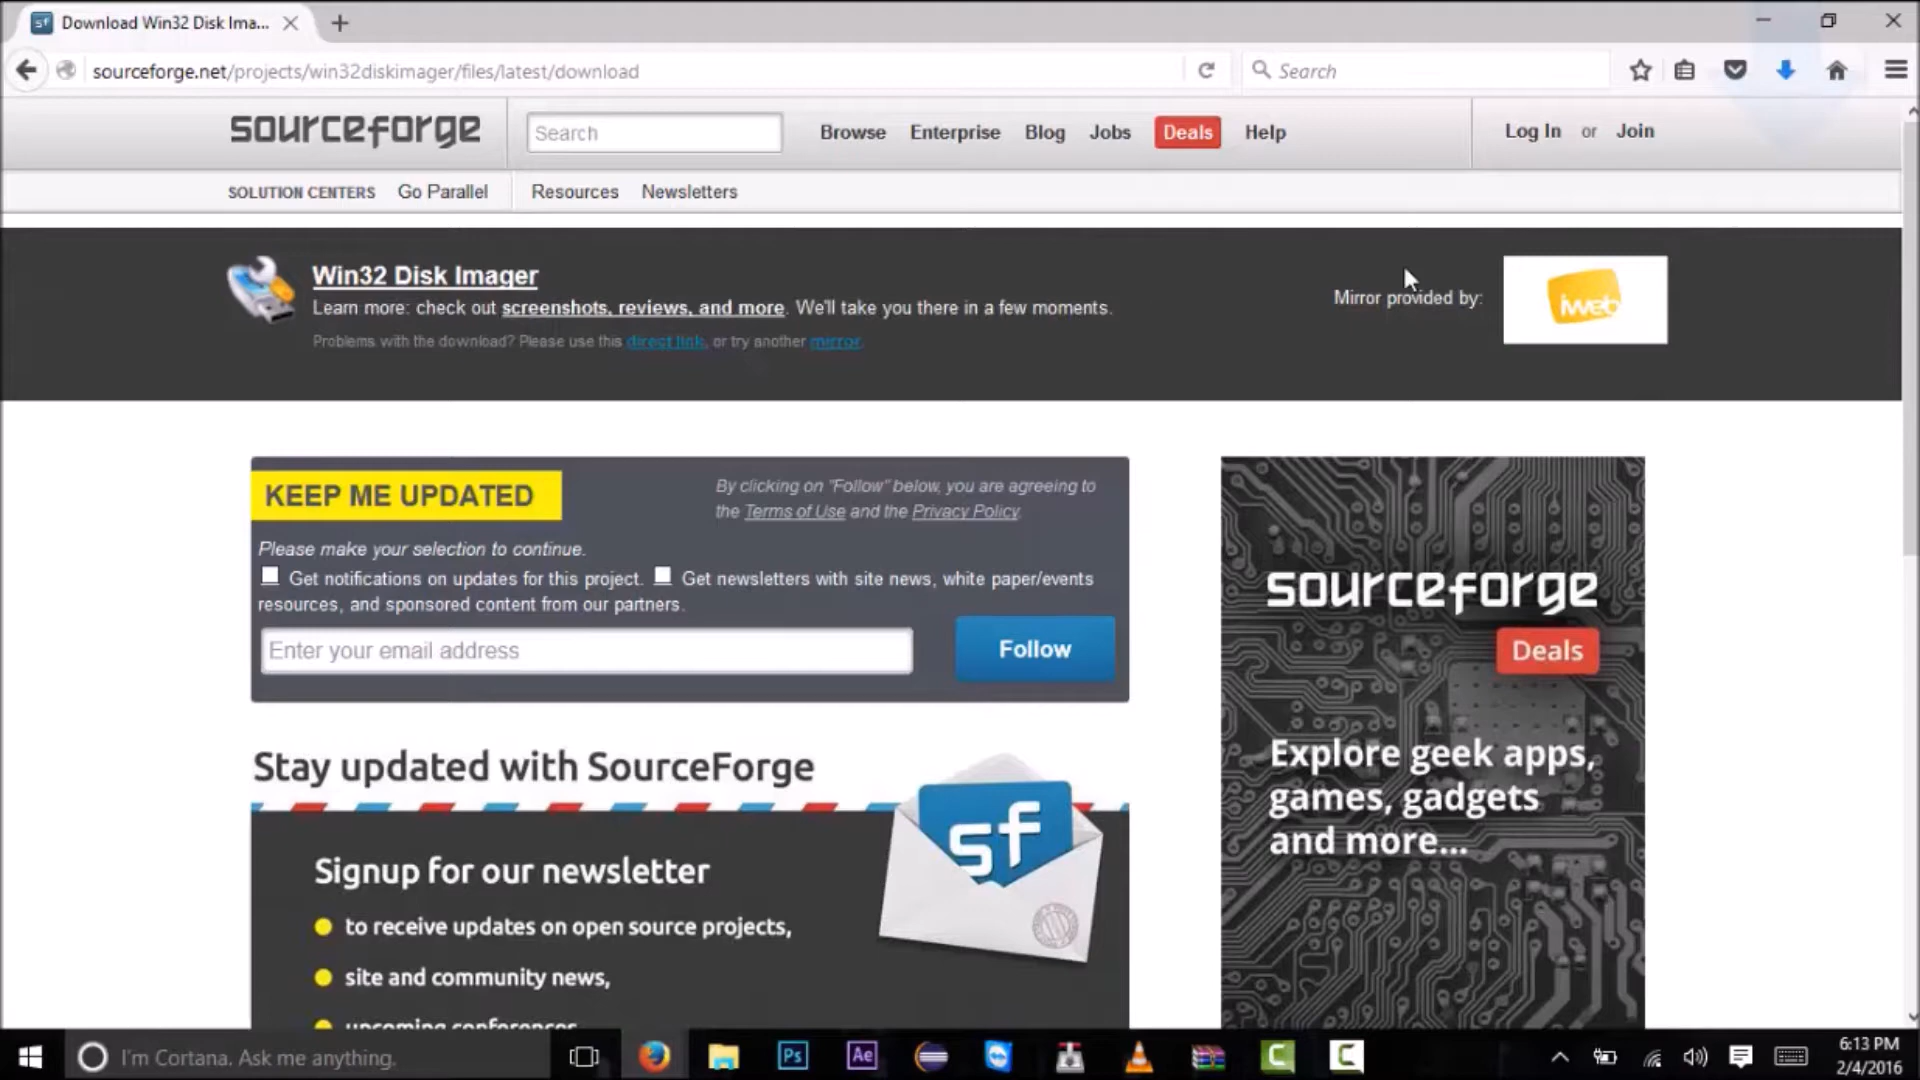 sf Download Win32 Disk Ima...
sourceforge.net/projects/win32diskimager/files/latest/download
Search
sourceforge
Search
Browse Enterprise Blog Jobs Deals Help
Log In or Join
SOLUTION CENTERS Go Parallel Resources Newsletters
Win32 Disk Imager
Learn more: check out screenshots, reviews, and more. We'll take you there in a few moments.
Problems with the download? Please use this direct link, or try another mirror.
Mirror provided by:
iweb
KEEP ME UPDATED
By clicking on "Follow" below, you are agreeing to
the Terms of Use and the Privacy Policy.
Please make your selection to continue.
Get notifications on updates for this project. Get newsletters with site news, white paper/events
resources, and sponsored content from our partners.
Enter your email address
Follow
sourceforge
Deals
Explore geek apps,
games, gadgets
and more...
Stay updated with SourceForge
sf
Signup for our newsletter
to receive updates on open source projects,
site and community news,
upcoming conferences
I'm Cortana. Ask me anything.
Ps
Ae
C
C
6:13 PM
2/4/2016